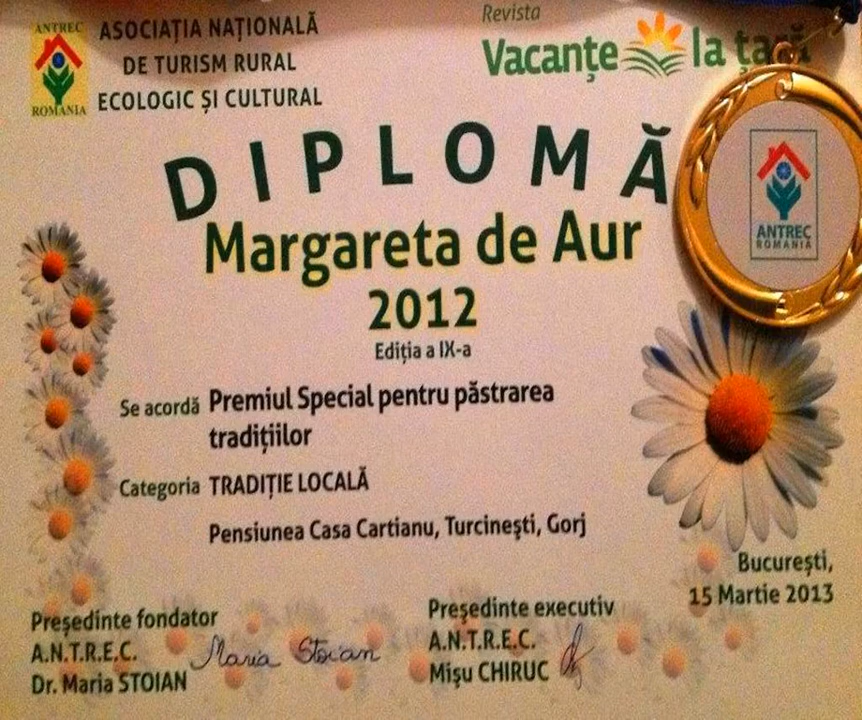 ANTREC
ROMANIA
ASOCIAȚIA NAȚIONALĂ
DE TURISM RURAL
ECOLOGIC ȘI CULTURAL
Revista
Vacanțe la țară
DIPLOMĂ
Margareta de Aur
2012
Ediția a IX-a
ANTREC
ROMANIA
Se acordă Premiul Special pentru păstrarea
tradițiilor
Categoria TRADIȚIE LOCALĂ
Pensiunea Casa Cartianu, Turcinești, Gorj
București,
15 Martie 2013
Președinte fondator
A.N.T.R.E.C.
Dr. Maria STOIAN
Maria Stoian
Președinte executiv
A.N.T.R.E.C.
Mișu CHIRUC